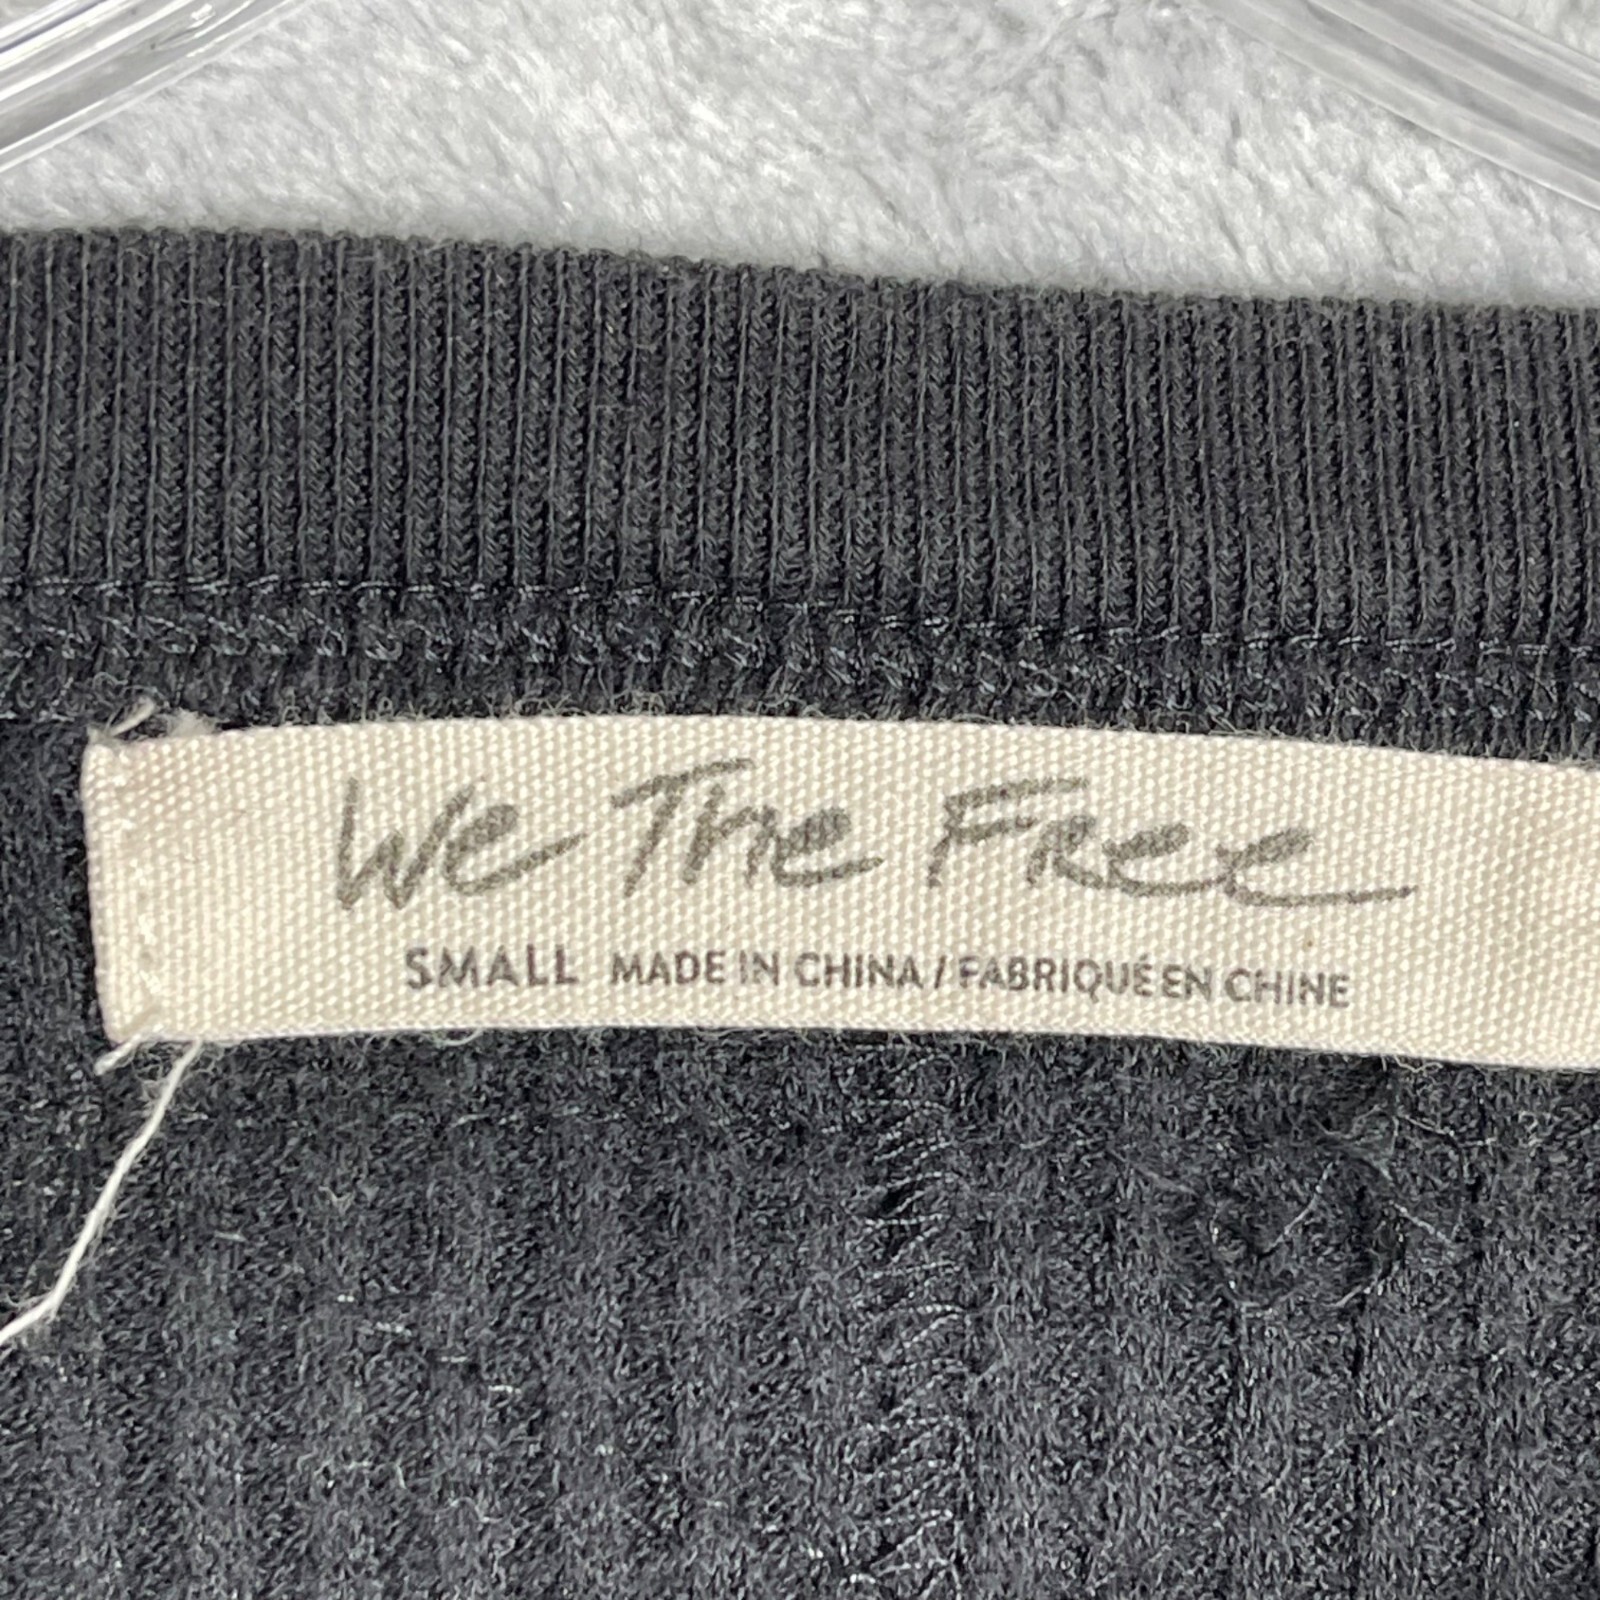 We The Free
SMALL MADE IN CHINA / FABRIQUÉ EN CHINE